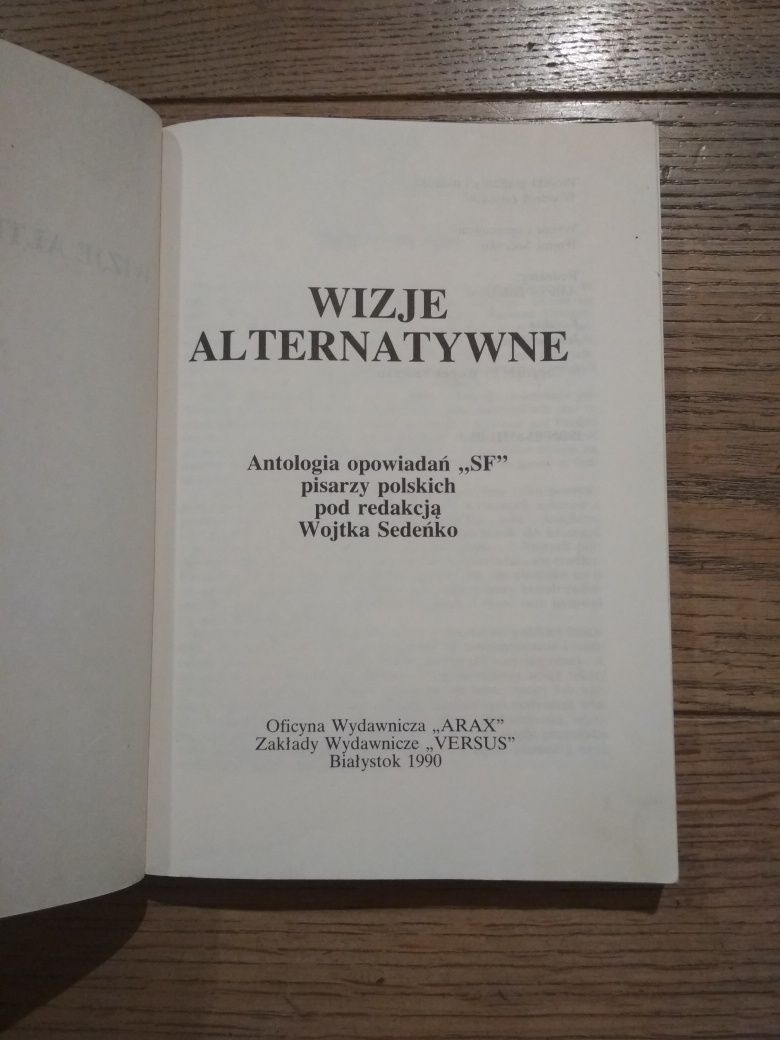 WIZJE
ALTERNATYWNE
Antologia opowiadań „SF”
pisarzy polskich
pod redakcją
Wojtka Sedeńko
Oficyna Wydawnicza „ARAX”
Zakłady Wydawnicze „VERSUS”
Białystok 1990